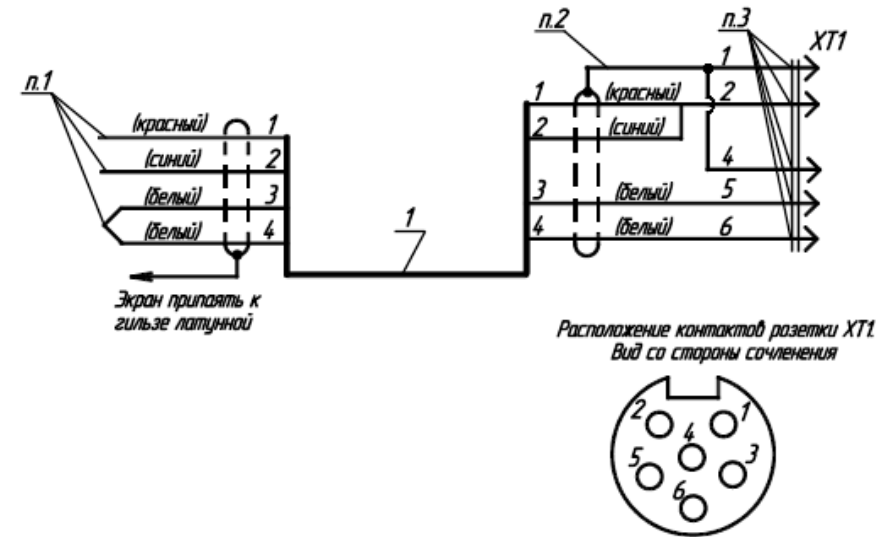 п.2
п.3
XT1
п.1
1
(красный)
1
1
(красный)
2
(синий)
2
2
(синий)
4
(белый)
3
1
3
(белый)
5
(белый)
4
4
(белый)
6
Экран припаять к
гильзе латунной
Расположение контактов розетки XT1.
Вид со стороны сочленения
2
1
4
5
3
6